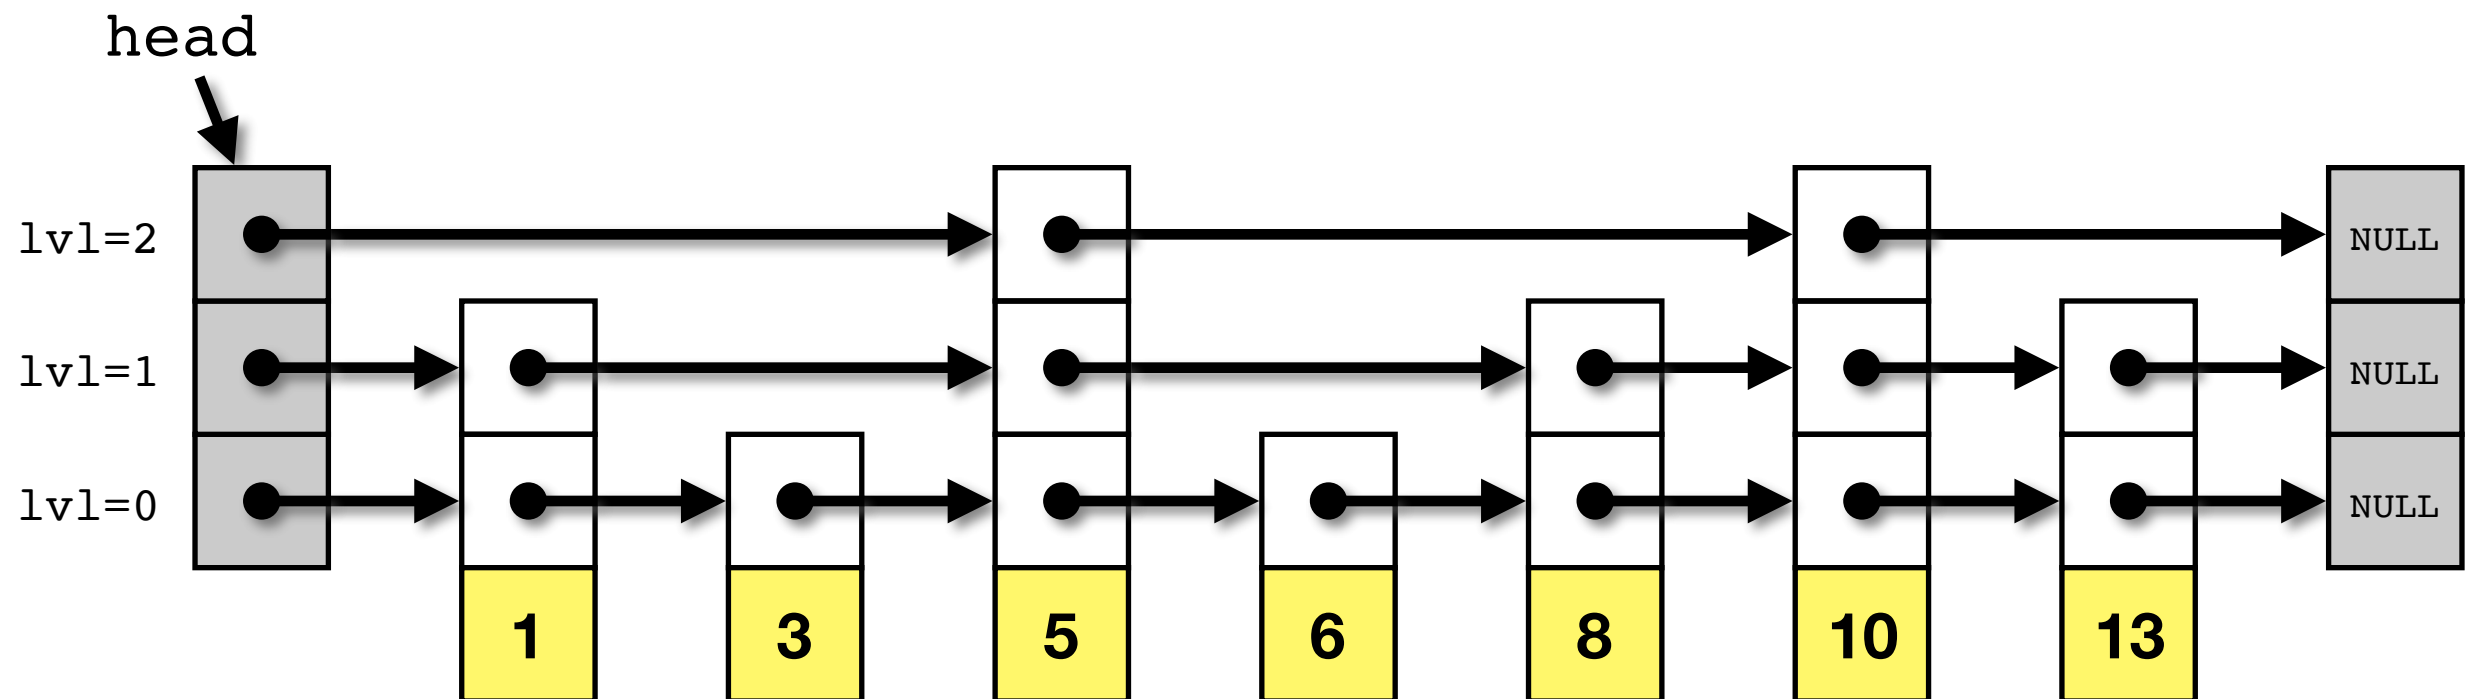 head
lvl=2 NULL
lvl=1 NULL
lvl=0 NULL
1 3 5 6 8 10 13